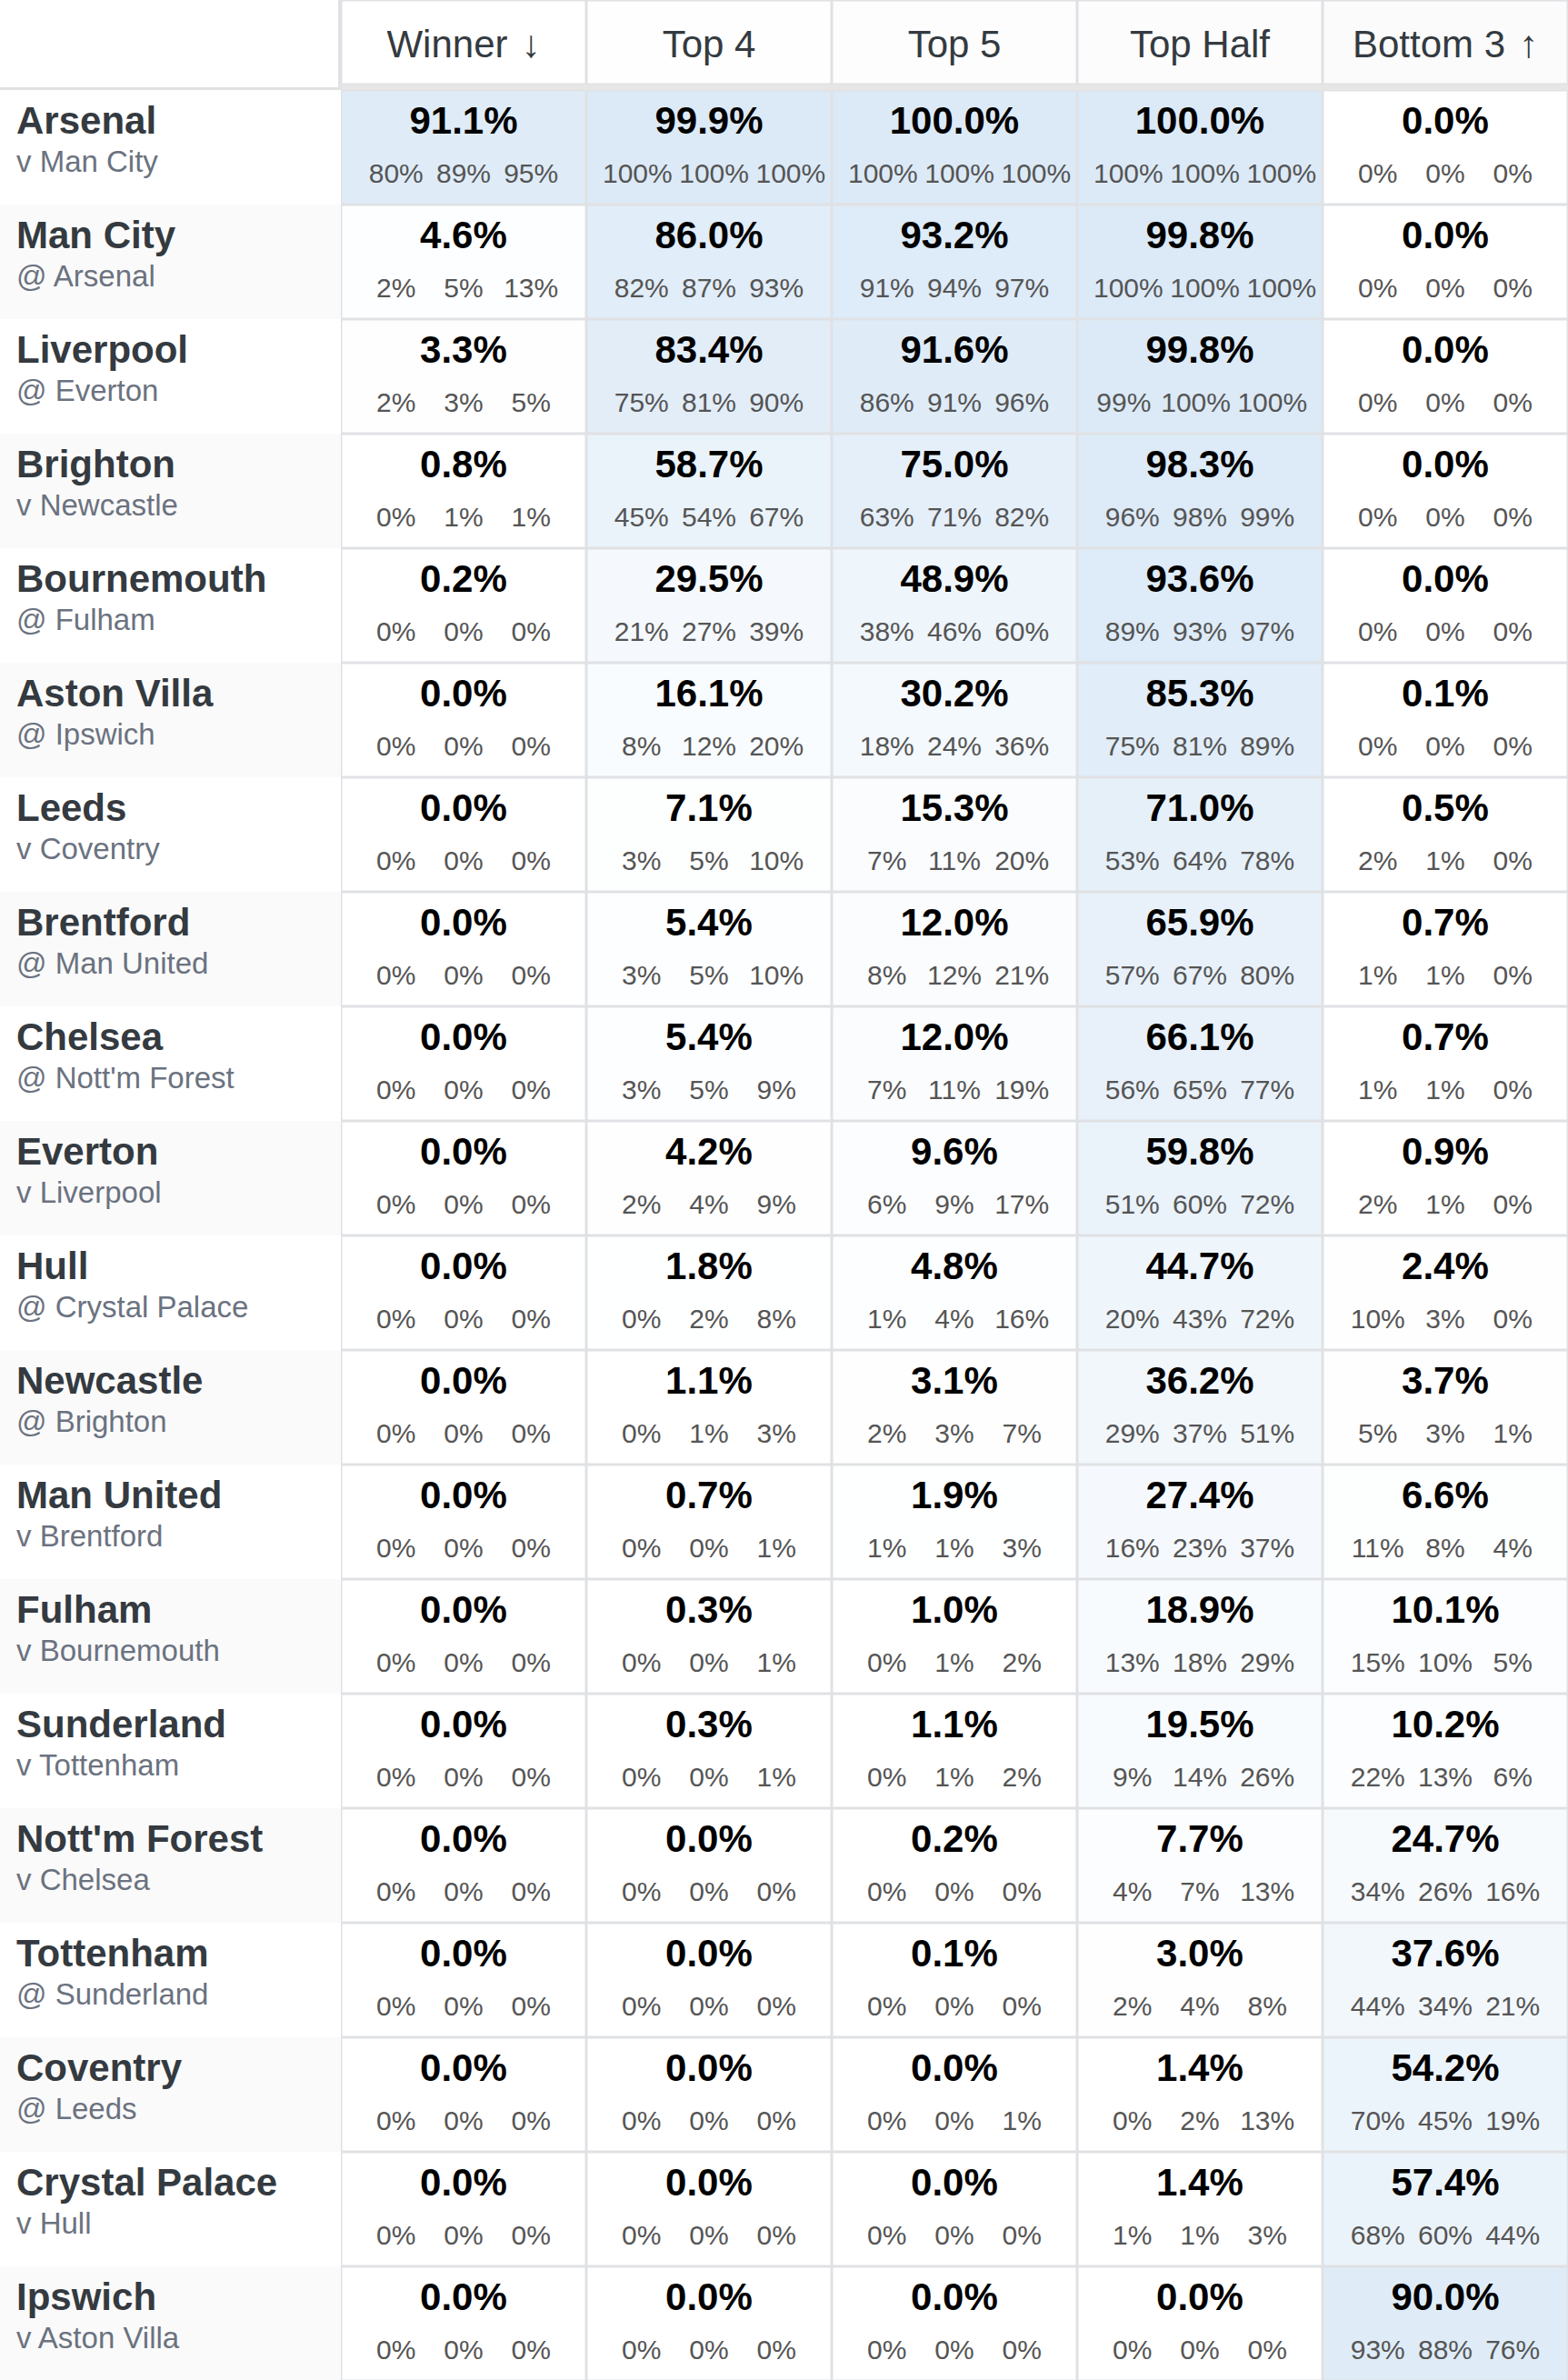 Winner ↓ Top 4 Top 5 Top Half Bottom 3 ↑
Arsenal 91.1% 99.9% 100.0% 100.0% 0.0%
v Man City 80% 89% 95% 100% 100% 100% 100% 100% 100% 100% 100% 100% 0% 0% 0%
Man City 4.6% 86.0% 93.2% 99.8% 0.0%
@ Arsenal 2% 5% 13% 82% 87% 93% 91% 94% 97% 100% 100% 100% 0% 0% 0%
Liverpool 3.3% 83.4% 91.6% 99.8% 0.0%
@ Everton 2% 3% 5% 75% 81% 90% 86% 91% 96% 99% 100% 100% 0% 0% 0%
Brighton 0.8% 58.7% 75.0% 98.3% 0.0%
v Newcastle 0% 1% 1% 45% 54% 67% 63% 71% 82% 96% 98% 99% 0% 0% 0%
Bournemouth 0.2% 29.5% 48.9% 93.6% 0.0%
@ Fulham 0% 0% 0% 21% 27% 39% 38% 46% 60% 89% 93% 97% 0% 0% 0%
Aston Villa 0.0% 16.1% 30.2% 85.3% 0.1%
@ Ipswich 0% 0% 0% 8% 12% 20% 18% 24% 36% 75% 81% 89% 0% 0% 0%
Leeds 0.0% 7.1% 15.3% 71.0% 0.5%
v Coventry 0% 0% 0% 3% 5% 10% 7% 11% 20% 53% 64% 78% 2% 1% 0%
Brentford 0.0% 5.4% 12.0% 65.9% 0.7%
@ Man United 0% 0% 0% 3% 5% 10% 8% 12% 21% 57% 67% 80% 1% 1% 0%
Chelsea 0.0% 5.4% 12.0% 66.1% 0.7%
@ Nott'm Forest 0% 0% 0% 3% 5% 9% 7% 11% 19% 56% 65% 77% 1% 1% 0%
Everton 0.0% 4.2% 9.6% 59.8% 0.9%
v Liverpool 0% 0% 0% 2% 4% 9% 6% 9% 17% 51% 60% 72% 2% 1% 0%
Hull 0.0% 1.8% 4.8% 44.7% 2.4%
@ Crystal Palace 0% 0% 0% 0% 2% 8% 1% 4% 16% 20% 43% 72% 10% 3% 0%
Newcastle 0.0% 1.1% 3.1% 36.2% 3.7%
@ Brighton 0% 0% 0% 0% 1% 3% 2% 3% 7% 29% 37% 51% 5% 3% 1%
Man United 0.0% 0.7% 1.9% 27.4% 6.6%
v Brentford 0% 0% 0% 0% 0% 1% 1% 1% 3% 16% 23% 37% 11% 8% 4%
Fulham 0.0% 0.3% 1.0% 18.9% 10.1%
v Bournemouth 0% 0% 0% 0% 0% 1% 0% 1% 2% 13% 18% 29% 15% 10% 5%
Sunderland 0.0% 0.3% 1.1% 19.5% 10.2%
v Tottenham 0% 0% 0% 0% 0% 1% 0% 1% 2% 9% 14% 26% 22% 13% 6%
Nott'm Forest 0.0% 0.0% 0.2% 7.7% 24.7%
v Chelsea 0% 0% 0% 0% 0% 0% 0% 0% 0% 4% 7% 13% 34% 26% 16%
Tottenham 0.0% 0.0% 0.1% 3.0% 37.6%
@ Sunderland 0% 0% 0% 0% 0% 0% 0% 0% 0% 2% 4% 8% 44% 34% 21%
Coventry 0.0% 0.0% 0.0% 1.4% 54.2%
@ Leeds 0% 0% 0% 0% 0% 0% 0% 0% 1% 0% 2% 13% 70% 45% 19%
Crystal Palace 0.0% 0.0% 0.0% 1.4% 57.4%
v Hull 0% 0% 0% 0% 0% 0% 0% 0% 0% 1% 1% 3% 68% 60% 44%
Ipswich 0.0% 0.0% 0.0% 0.0% 90.0%
v Aston Villa 0% 0% 0% 0% 0% 0% 0% 0% 0% 0% 0% 0% 93% 88% 76%